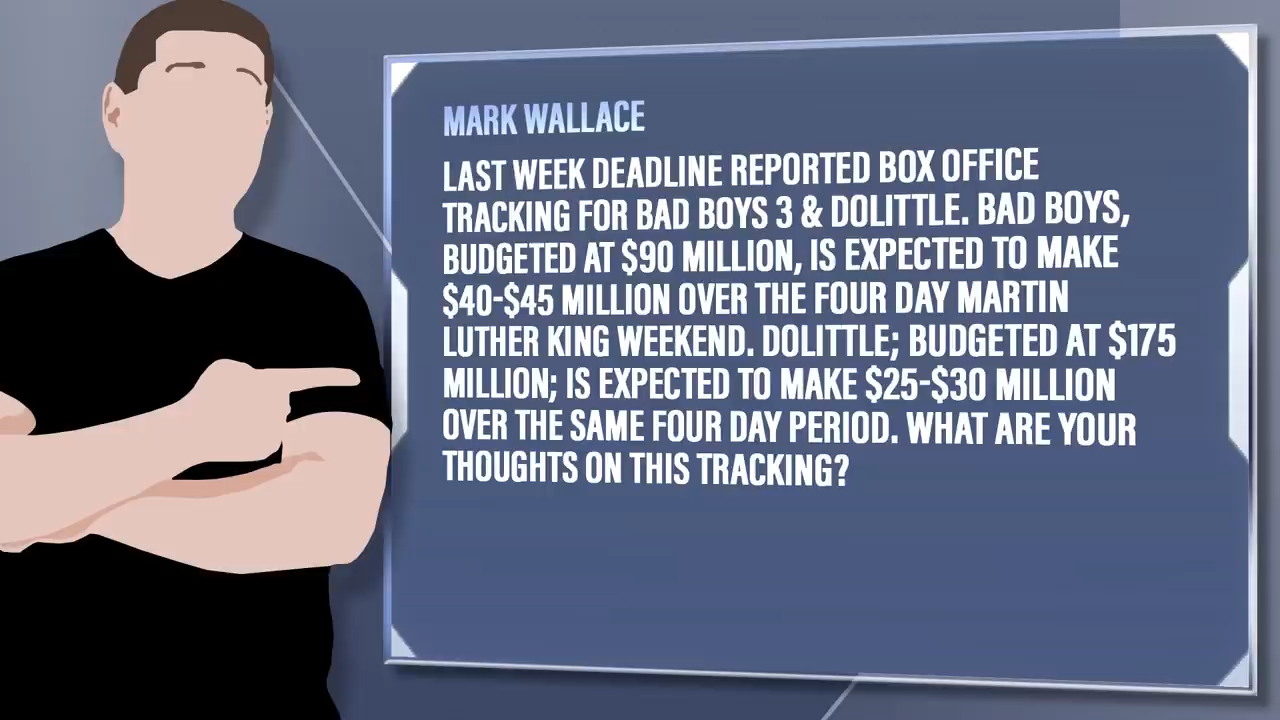 MARK WALLACE
LAST WEEK DEADLINE REPORTED BOX OFFICE
TRACKING FOR BAD BOYS 3 & DOLITTLE. BAD BOYS,
BUDGETED AT $90 MILLION, IS EXPECTED TO MAKE
$40-$45 MILLION OVER THE FOUR DAY MARTIN
LUTHER KING WEEKEND. DOLITTLE; BUDGETED AT $175
MILLION; IS EXPECTED TO MAKE $25-$30 MILLION
OVER THE SAME FOUR DAY PERIOD. WHAT ARE YOUR
THOUGHTS ON THIS TRACKING?